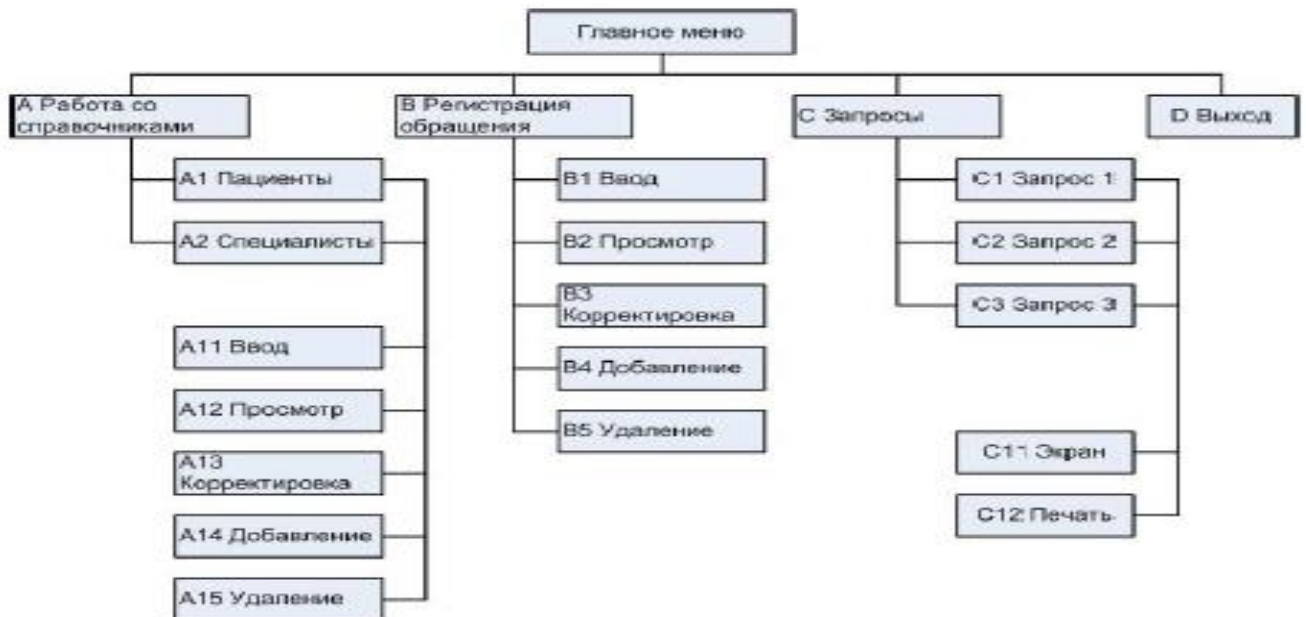 Главное меню
А Работа со
справочниками
В Регистрация
обращения
С Запросы
D Выход
А1 Пациенты
А2 Специалисты
А11 Ввод
А12 Просмотр
А13
Корректировка
А14 Добавление
А15 Удаление
В1 Ввод
В2 Просмотр
В3
Корректировка
В4 Добавление
В5 Удаление
С1 Запрос 1
С2 Запрос 2
С3 Запрос 3
С11 Экран
С12 Печать